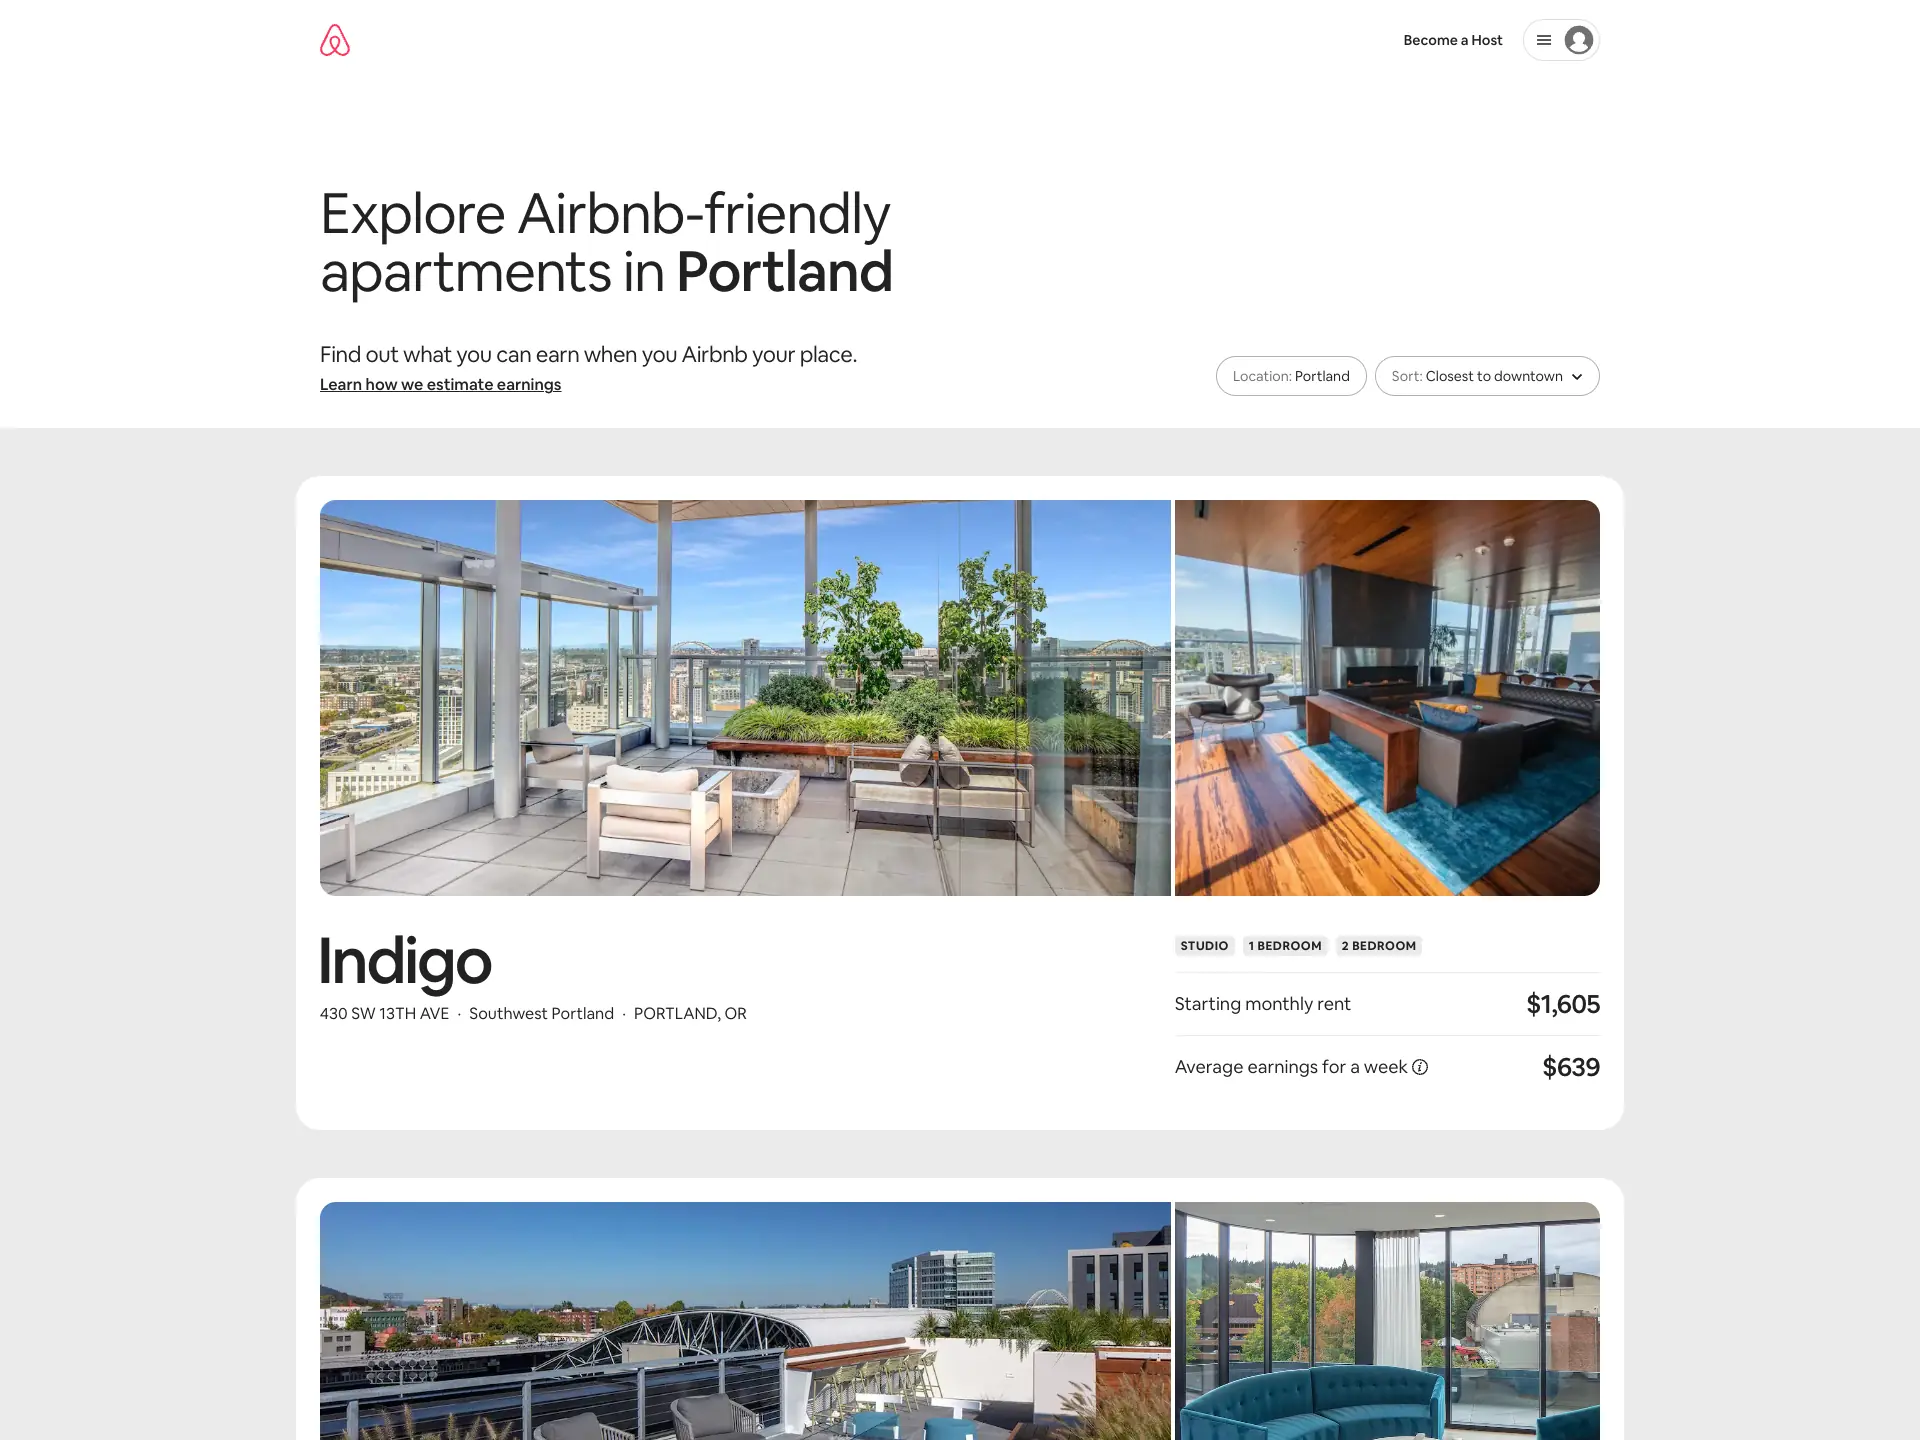 Become a Host
Explore Airbnb-friendly
apartments in Portland
Find out what you can earn when you Airbnb your place.
Learn how we estimate earnings
Location: Portland
Sort: Closest to downtown
Indigo
430 SW 13TH AVE · Southwest Portland · PORTLAND, OR
STUDIO 1 BEDROOM 2 BEDROOM
Starting monthly rent $1,605
Average earnings for a week $639